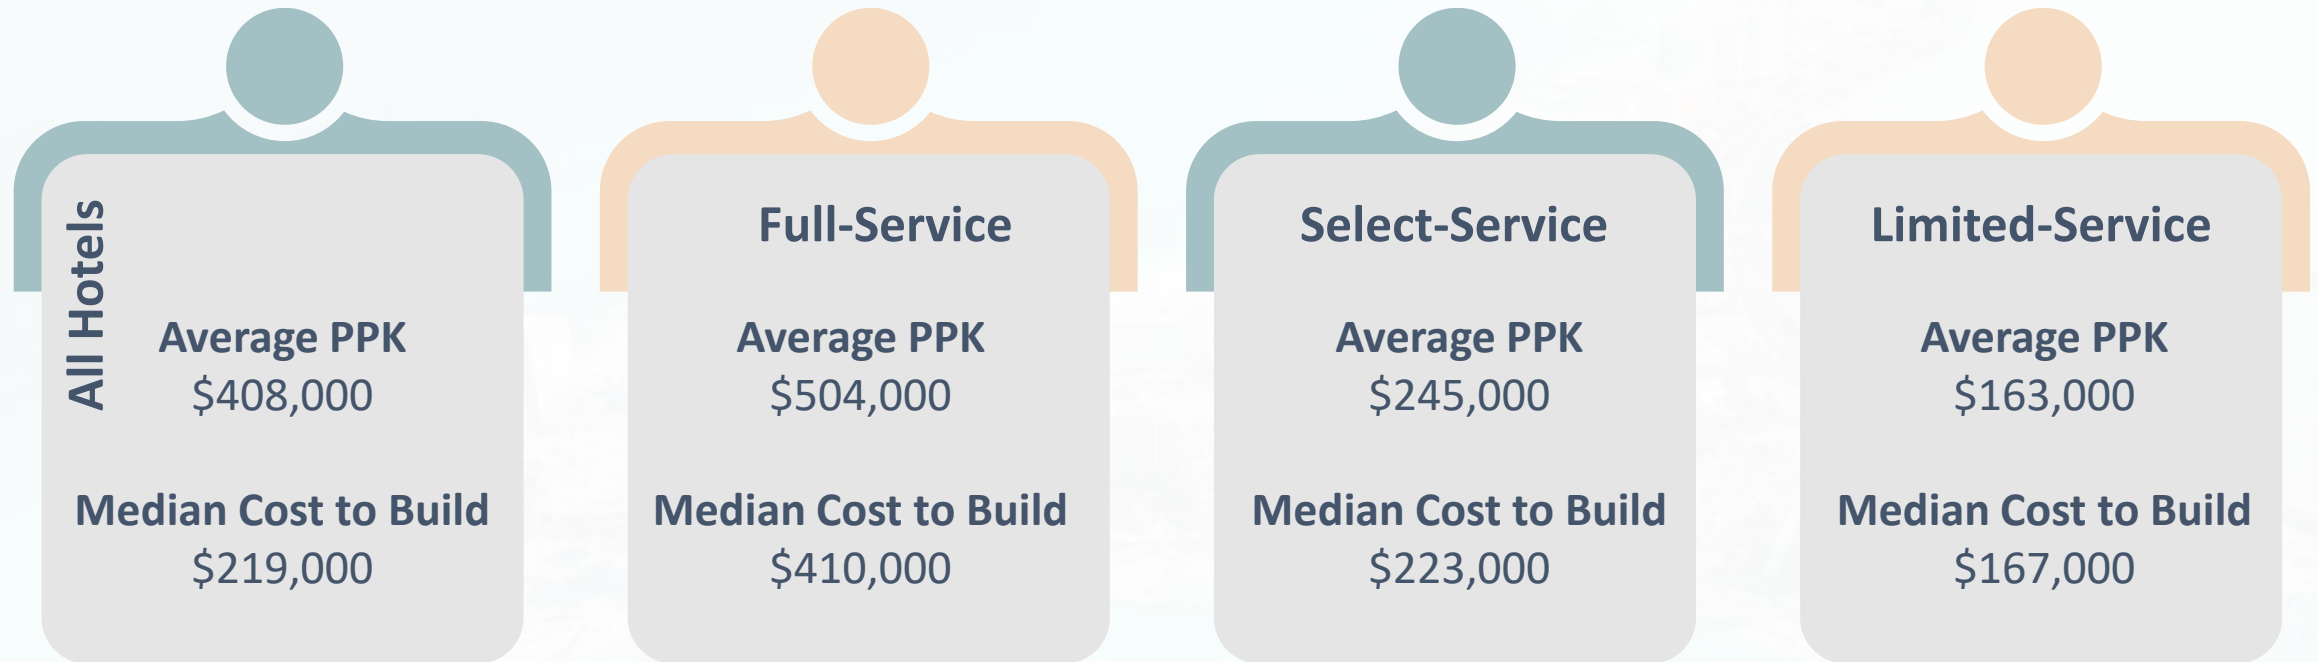 All Hotels
Average PPK
$408,000
Median Cost to Build
$219,000
Full-Service
Average PPK
$504,000
Median Cost to Build
$410,000
Select-Service
Average PPK
$245,000
Median Cost to Build
$223,000
Limited-Service
Average PPK
$163,000
Median Cost to Build
$167,000